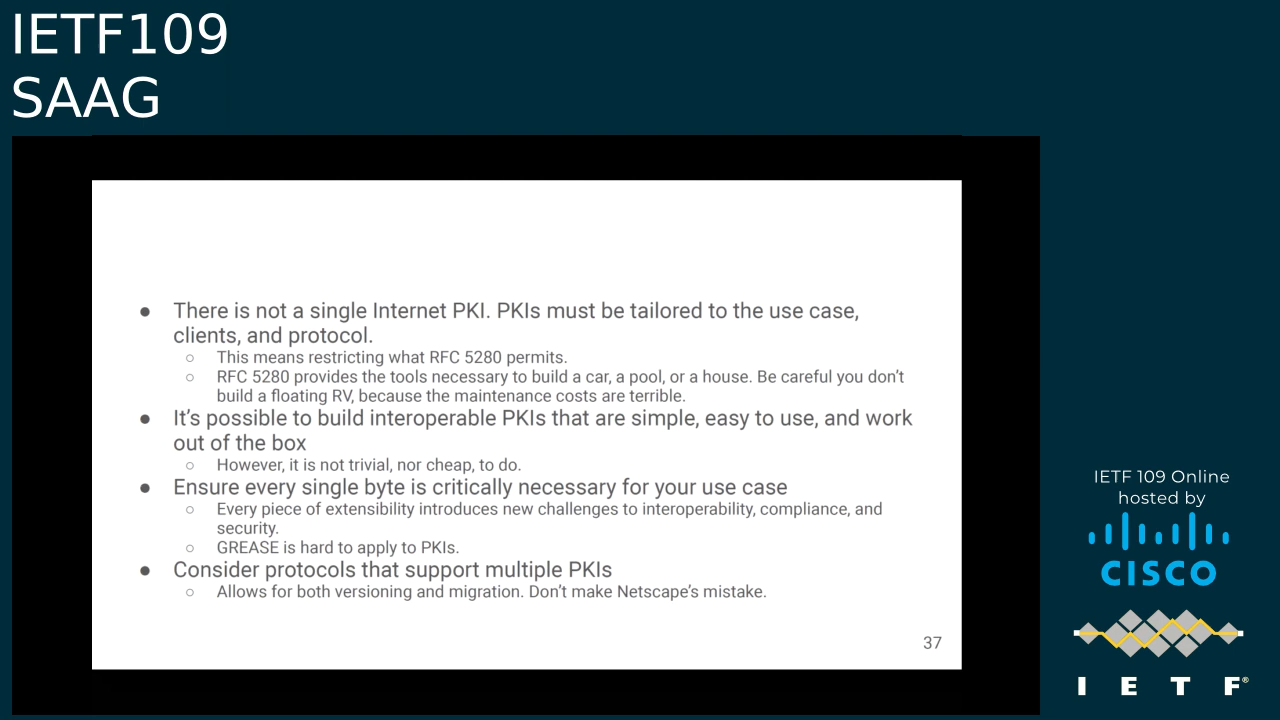 IETF109
SAAG
● There is not a single Internet PKI. PKIs must be tailored to the use case,
clients, and protocol.
○ This means restricting what RFC 5280 permits.
○ RFC 5280 provides the tools necessary to build a car, a pool, or a house. Be careful you don’t
build a floating RV, because the maintenance costs are terrible.
● It’s possible to build interoperable PKIs that are simple, easy to use, and work
out of the box
○ However, it is not trivial, nor cheap, to do.
● Ensure every single byte is critically necessary for your use case
○ Every piece of extensibility introduces new challenges to interoperability, compliance, and
security.
○ GREASE is hard to apply to PKIs.
● Consider protocols that support multiple PKIs
○ Allows for both versioning and migration. Don’t make Netscape’s mistake.
37
IETF 109 Online
hosted by
CISCO
I E T F®